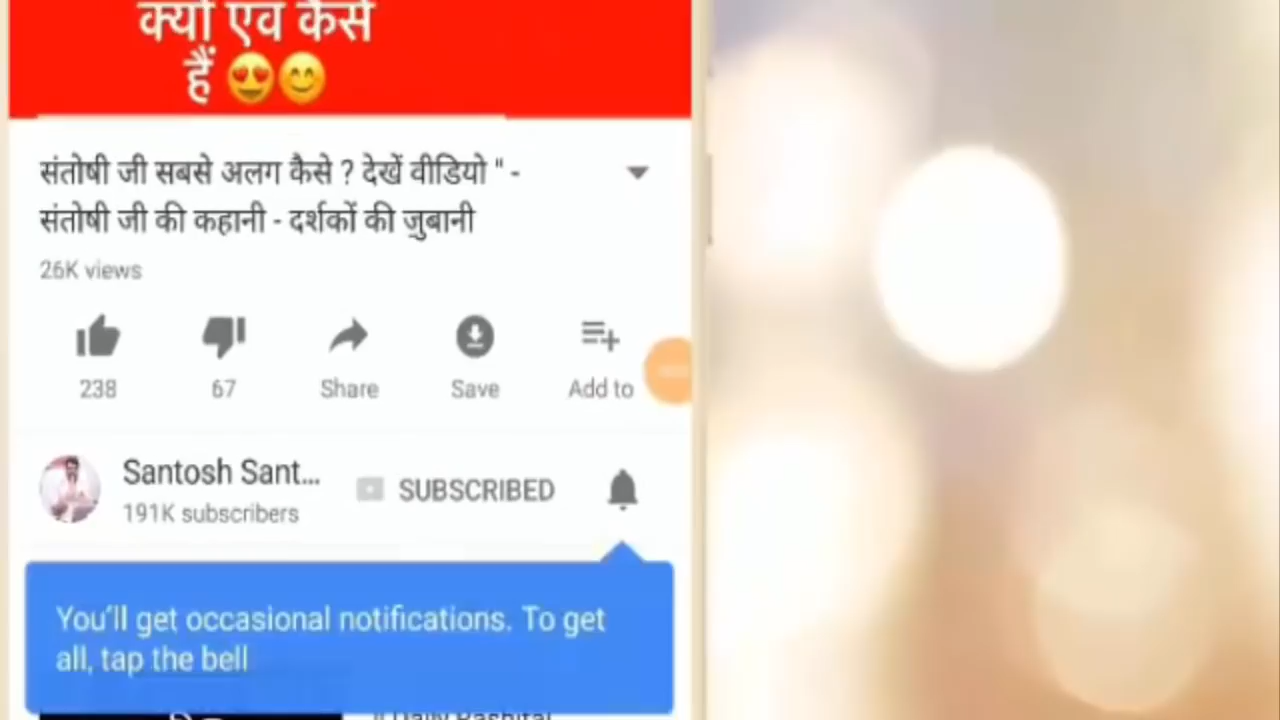 क्यों एवं कैसे
हैं 😍😊
संतोषी जी सबसे अलग कैसे ? देखें वीडियो " -
संतोषी जी की कहानी - दर्शकों की जुबानी
26K views
238
67
Share
Save
Add to
Santosh Sant...
191K subscribers
SUBSCRIBED
You'll get occasional notifications. To get
all, tap the bell